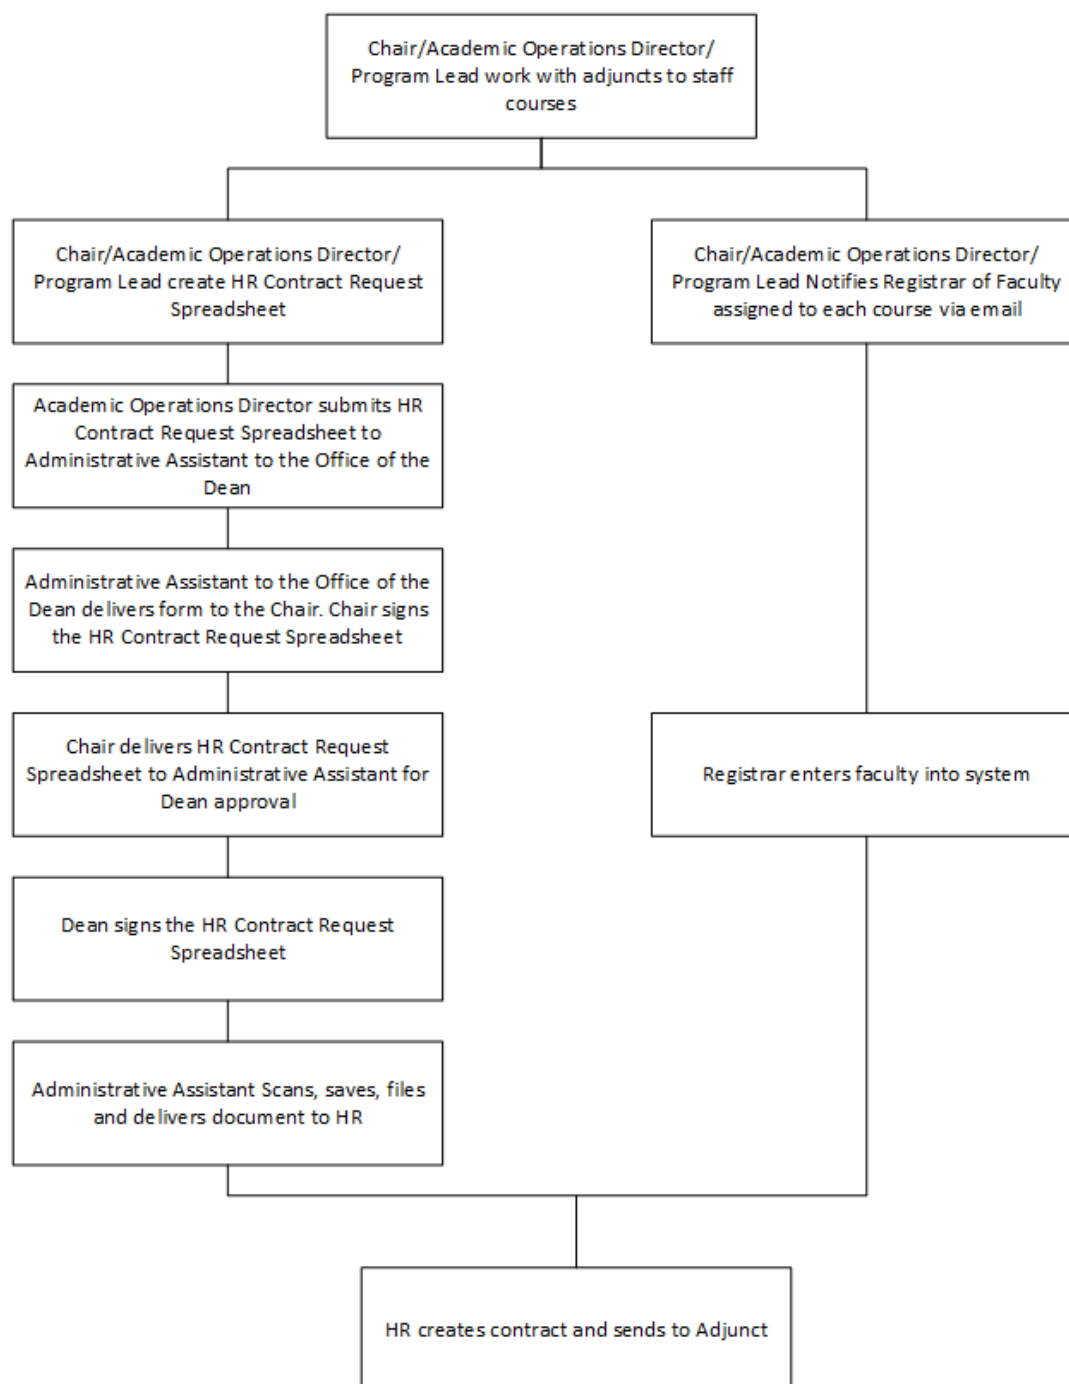 Chair/Academic Operations Director/
Program Lead work with adjuncts to staff
courses
Chair/Academic Operations Director/
Program Lead create HR Contract Request
Spreadsheet
Chair/Academic Operations Director/
Program Lead Notifies Registrar of Faculty
assigned to each course via email
Academic Operations Director submits HR
Contract Request Spreadsheet to
Administrative Assistant to the Office of the
Dean
Administrative Assistant to the Office of the
Dean delivers form to the Chair. Chair signs
the HR Contract Request Spreadsheet
Chair delivers HR Contract Request
Spreadsheet to Administrative Assistant for
Dean approval
Registrar enters faculty into system
Dean signs the HR Contract Request
Spreadsheet
Administrative Assistant Scans, saves, files
and delivers document to HR
HR creates contract and sends to Adjunct